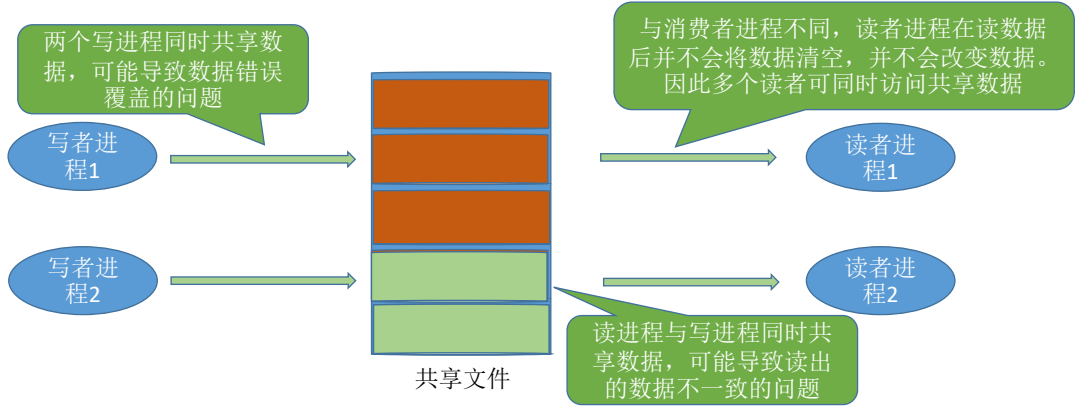 两个写进程同时共享数
据，可能导致数据错误
覆盖的问题
与消费者进程不同，读者进程在读数据
后并不会将数据清空，并不会改变数据。
因此多个读者可同时访问共享数据
写者进
程1
读者进
程1
写者进
程2
读者进
程2
读进程与写进程同时共
享数据，可能导致读出
的数据不一致的问题
共享文件